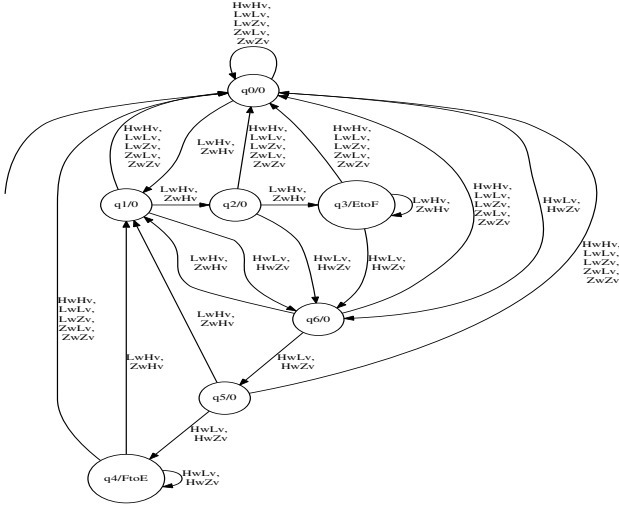 HwHv,
LwLv,
LwZv,
ZwLv,
ZwZv
q0/0
HwHv,
LwLv,
LwZv,
ZwLv,
ZwZv
LwHv,
ZwHv
HwHv,
LwLv,
LwZv,
ZwLv,
ZwZv
HwHv,
LwLv,
LwZv,
ZwLv,
ZwZv
q1/0
LwHv,
ZwHv
q2/0
LwHv,
ZwHv
q3/EtoF
LwHv,
ZwHv
HwHv,
LwLv,
LwZv,
ZwLv,
ZwZv
HwLv,
HwZv
HwHv,
LwLv,
LwZv,
ZwLv,
ZwZv
LwHv,
ZwHv
HwLv,
HwZv
HwLv,
HwZv
HwLv,
HwZv
q6/0
HwHv,
LwLv,
LwZv,
ZwLv,
ZwZv
LwHv,
ZwHv
LwHv,
ZwHv
HwLv,
HwZv
q5/0
HwLv,
HwZv
q4/FtoE
HwLv,
HwZv